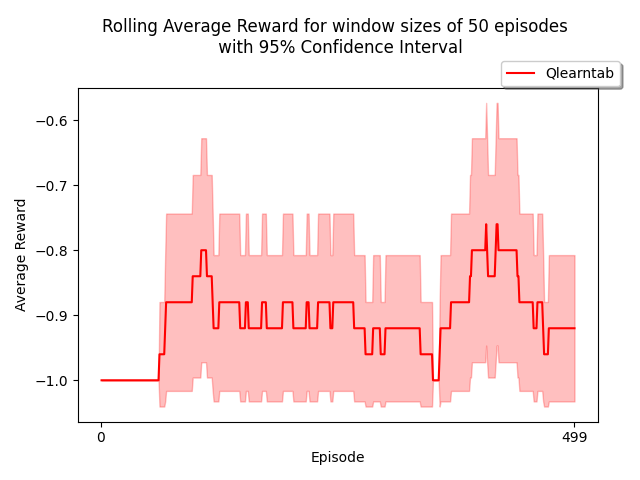 Rolling Average Reward for window sizes of 50 episodes
with 95% Confidence Interval
Qlearntab
−0.6
−0.7
−0.8
−0.9
−1.0
Average Reward
0
499
Episode